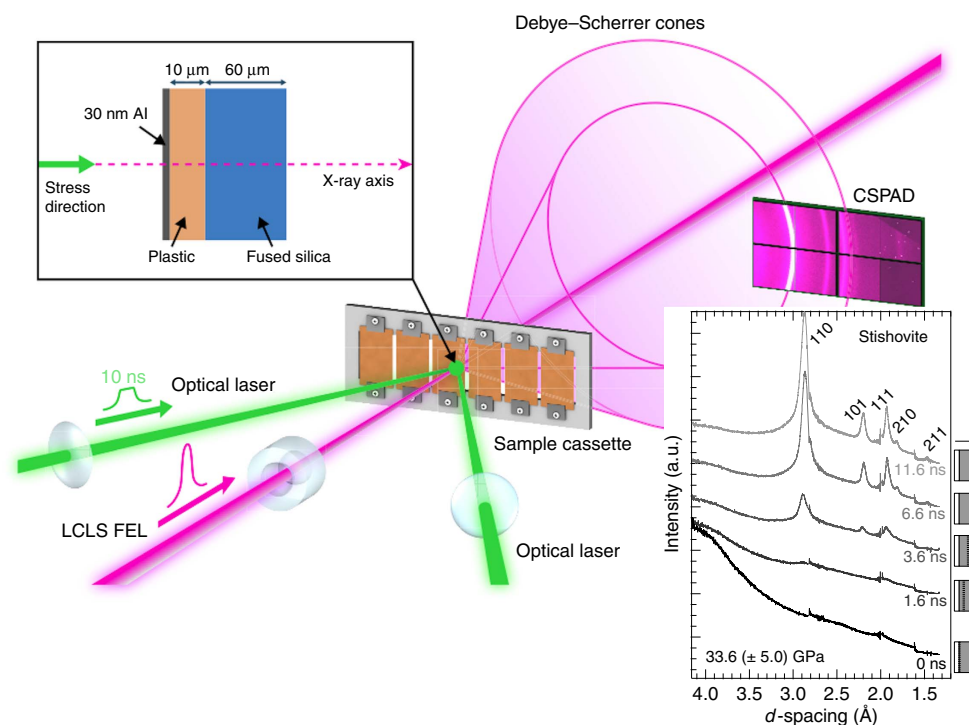 Debye–Scherrer cones
10 μm
60 μm
30 nm Al
Stress
direction
X-ray axis
Plastic
Fused silica
CSPAD
10 ns
Optical laser
Sample cassette
LCLS FEL
Optical laser
Stishovite
110
101
111
210
211
11.6 ns
6.6 ns
3.6 ns
1.6 ns
0 ns
33.6 (± 5.0) GPa
Intensity (a.u.)
4.0
3.5
3.0
2.5
2.0
1.5
d-spacing (Å)